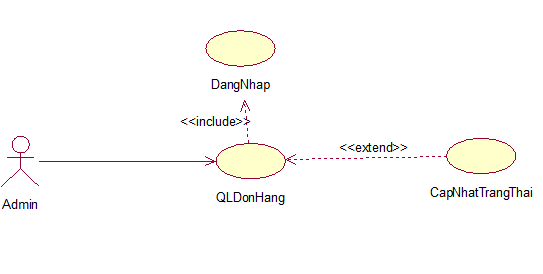 DangNhap
<<include>>
<<extend>>
QLDonHang
CapNhatTrangThai
Admin